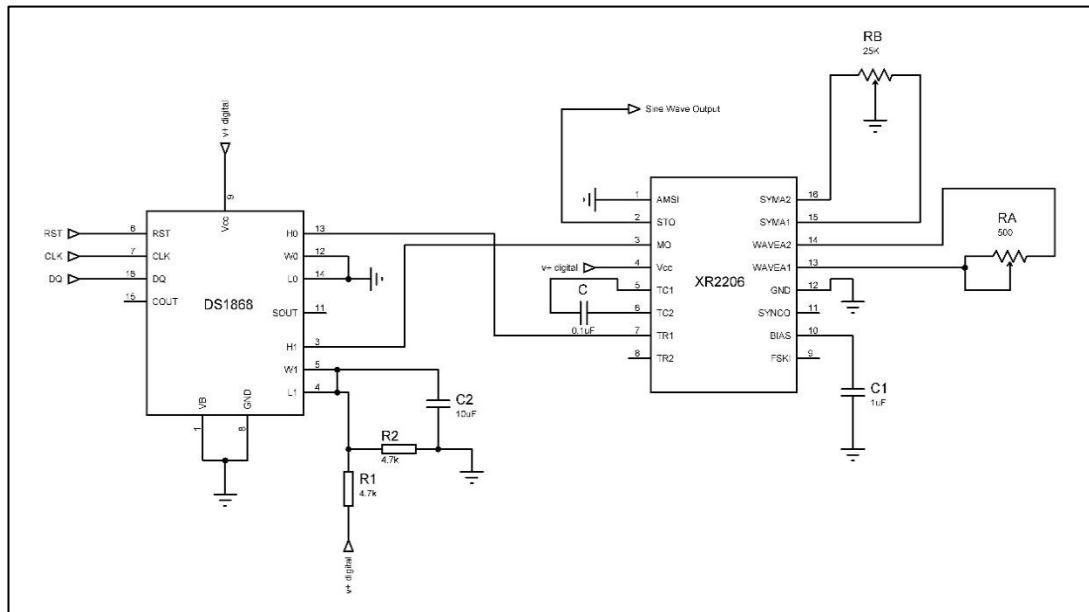 RB
25K
Sine Wave Output
v+ digital
9
Vcc
RST
6
RST
CLK
7
CLK
DQ
18
DQ
15
COUT
DS1868
H0
13
W0
12
L0
14
SOUT
11
H1
3
W1
5
L1
4
VB
1
GND
8
C2
10uF
R2
4.7k
R1
4.7k
v+ digital
1
AMSI
2
STO
3
MO
v+ digital
4
Vcc
5
TC1
C
0.1uF
6
TC2
7
TR1
8
TR2
XR2206
SYMA2
16
SYMA1
15
WAVEA2
14
WAVEA1
13
GND
12
SYNCO
11
BIAS
10
FSKI
9
RA
500
C1
1uF